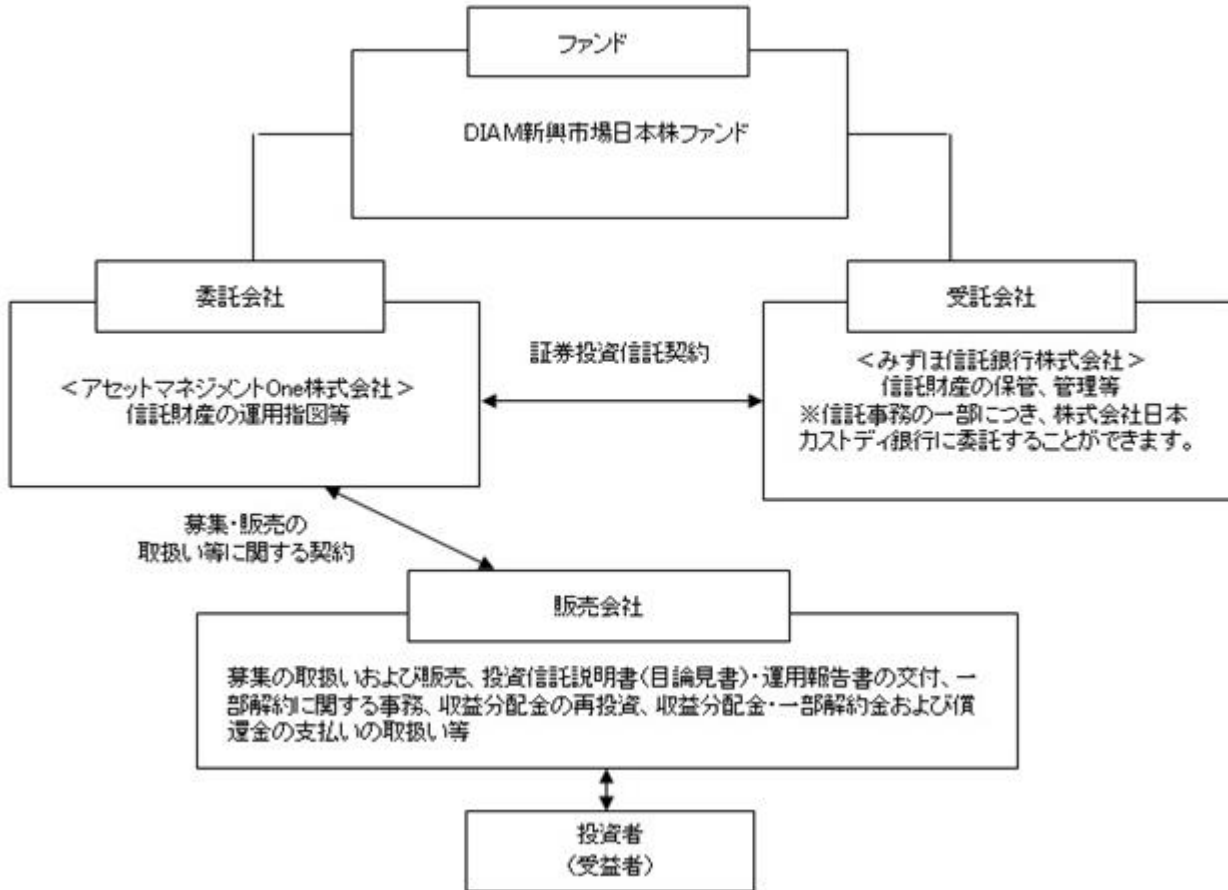 ファンド
DIAM新興市場日本株ファンド
委託会社
<アセットマネジメントOne株式会社>
信託財産の運用指図等
証券投資信託契約
受託会社
<みずほ信託銀行株式会社>
信託財産の保管、管理等
※信託事務の一部につき、株式会社日本
カストディ銀行に委託することができます。
募集・販売の
取扱い等に関する契約
販売会社
募集の取扱いおよび販売、投資信託説明書(目論見書)・運用報告書の交付、一
部解約に関する事務、収益分配金の再投資、収益分配金・一部解約金および償
還金の支払いの取扱い等
投資者
(受益者)